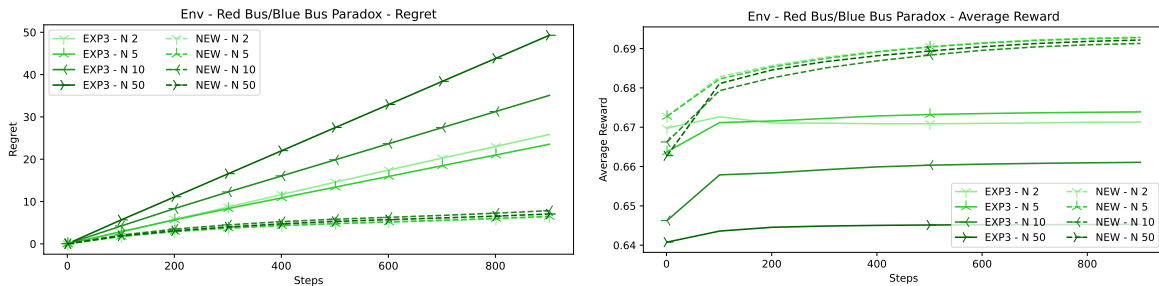 Env - Red Bus/Blue Bus Paradox - Regret
50
40
30
20
10
0
Regret
0 200 400 600 800
Steps
EXP3 - N 2
EXP3 - N 5
EXP3 - N 10
EXP3 - N 50
NEW - N 2
NEW - N 5
NEW - N 10
NEW - N 50
Env - Red Bus/Blue Bus Paradox - Average Reward
0.69
0.68
0.67
0.66
0.65
0.64
Average Reward
0 200 400 600 800
Steps
EXP3 - N 2
EXP3 - N 5
EXP3 - N 10
EXP3 - N 50
NEW - N 2
NEW - N 5
NEW - N 10
NEW - N 50